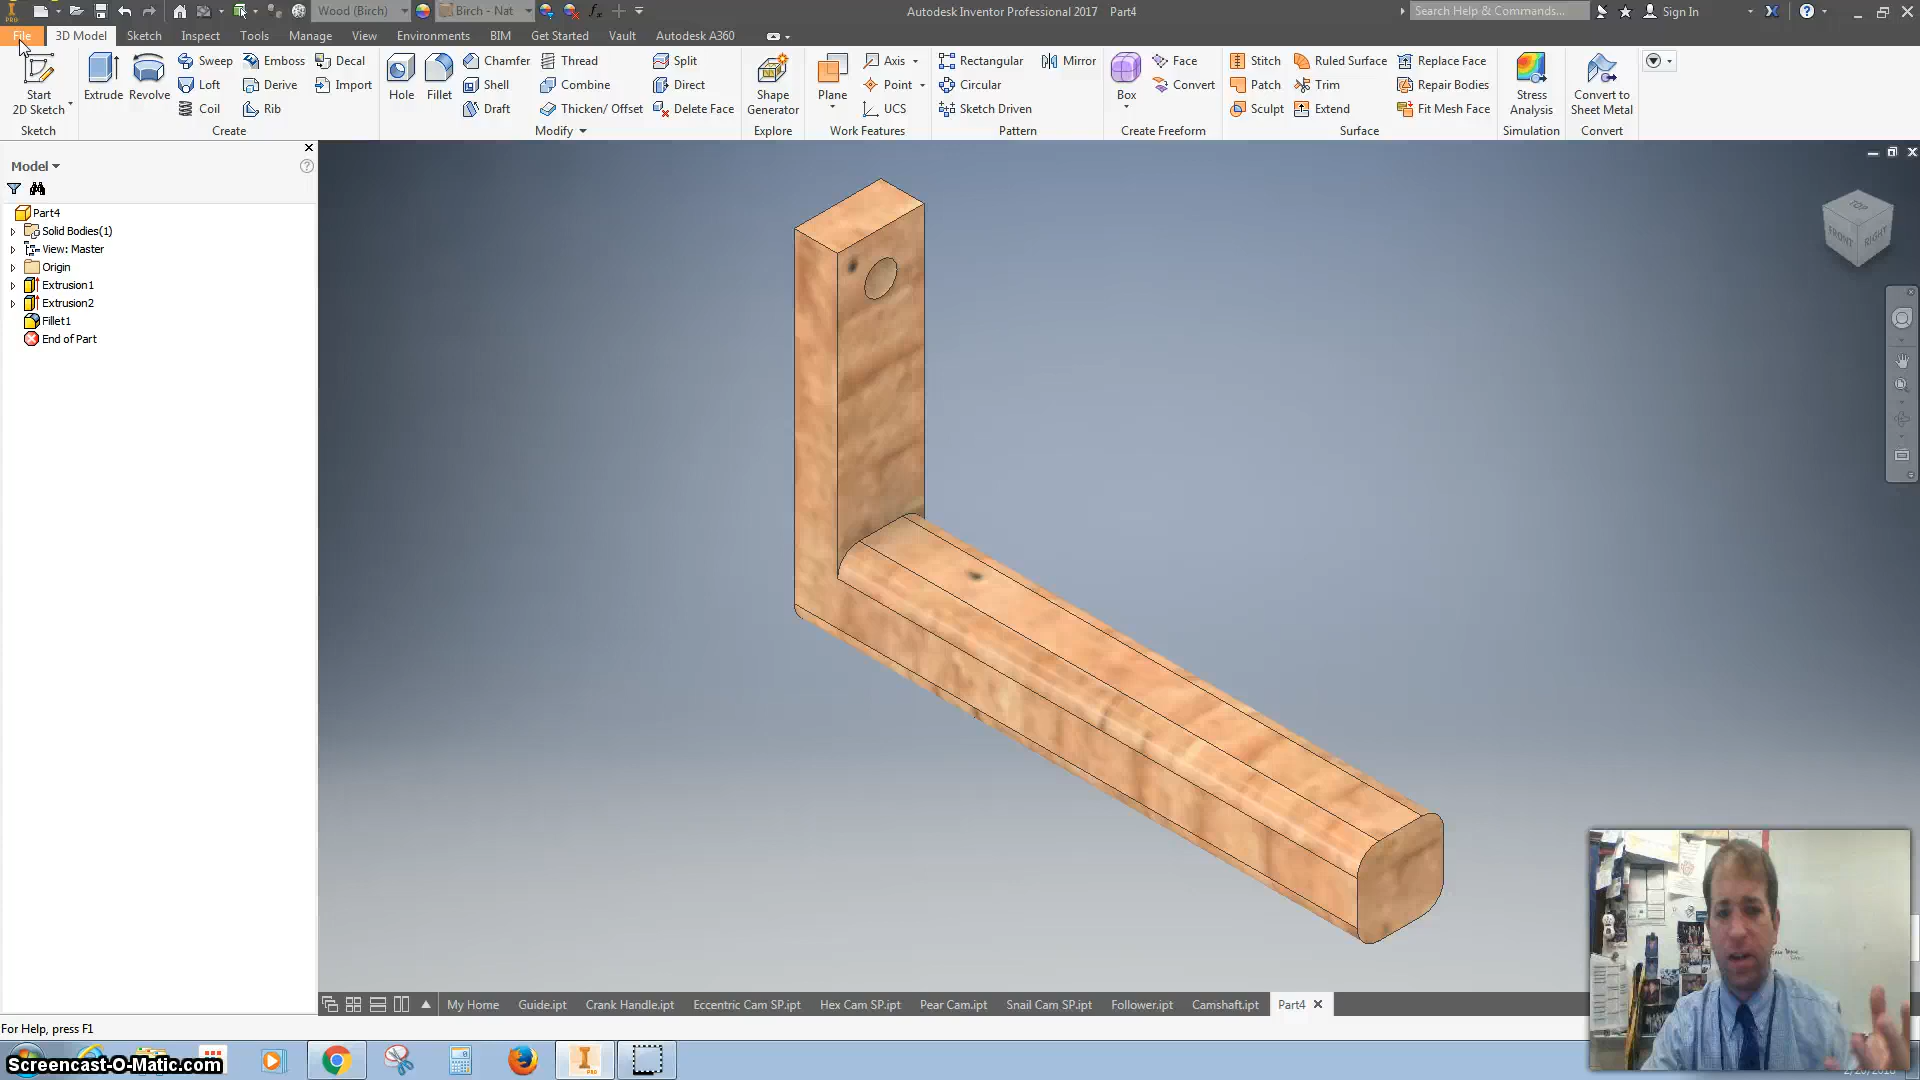 Wood (Birch)
Birch - Nat
Autodesk Inventor Professional 2017 Part4
Search Help & Commands...
Sign In
File 3D Model Sketch Inspect Tools Manage View Environments BIM Get Started Vault Autodesk A360
Start
2D Sketch
Extrude Revolve
Sweep Emboss Decal
Loft Derive Import
Coil Rib
Hole Fillet
Chamfer Thread Split
Shell Combine Direct
Draft Thicken/ Offset Delete Face
Shape
Generator
Plane
Axis
Point
UCS
Rectangular Mirror
Circular
Sketch Driven
Box
Face
Convert
Stitch Ruled Surface Replace Face
Patch Trim Repair Bodies
Sculpt Extend Fit Mesh Face
Stress
Analysis
Convert to
Sheet Metal
Sketch Create Modify Explore Work Features Pattern Create Freeform Surface Simulation Convert
Model
Part4
Solid Bodies(1)
View: Master
Origin
Extrusion1
Extrusion2
Fillet1
End of Part
TOP
FRONT
RIGHT
My Home Guide.ipt Crank Handle.ipt Eccentric Cam SP.ipt Hex Cam SP.ipt Pear Cam.ipt Snail Cam SP.ipt Follower.ipt Camshaft.ipt Part4
For Help, press F1
Screencast-O-Matic.com